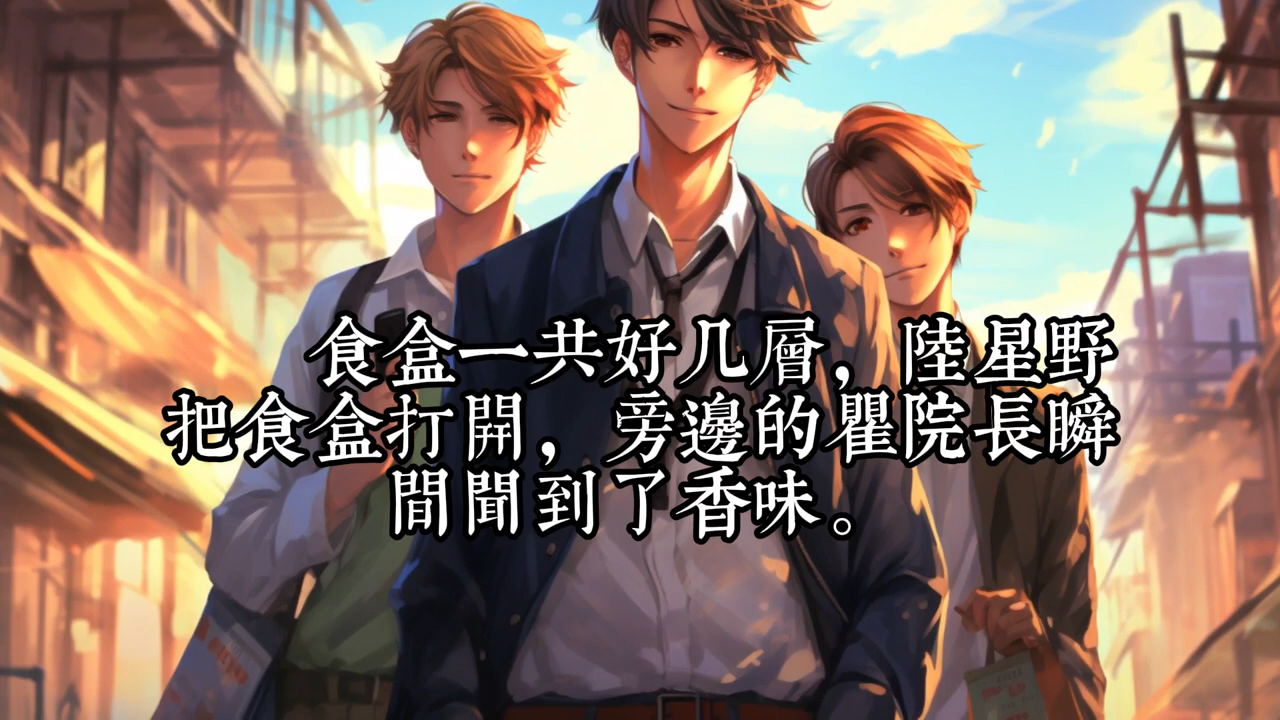 食盒一共好几層，陸星野
把食盒打開，旁邊的瞿院長瞬
間聞到了香味。